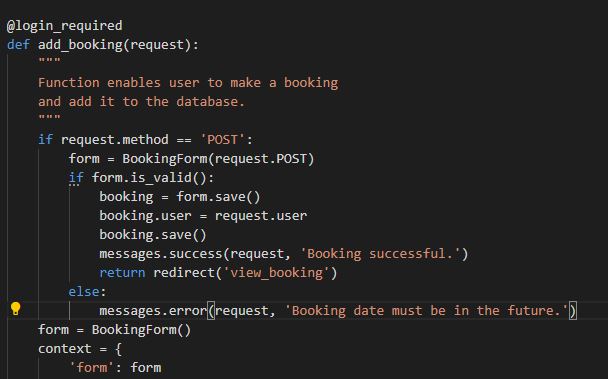 @login_required
def add_booking(request):
    """
    Function enables user to make a booking
    and add it to the database.
    """
    if request.method == 'POST':
        form = BookingForm(request.POST)
        if form.is_valid():
            booking = form.save()
            booking.user = request.user
            booking.save()
            messages.success(request, 'Booking successful.')
            return redirect('view_booking')
        else:
            messages.error(request, 'Booking date must be in the future.')
    form = BookingForm()
    context = {
        'form': form